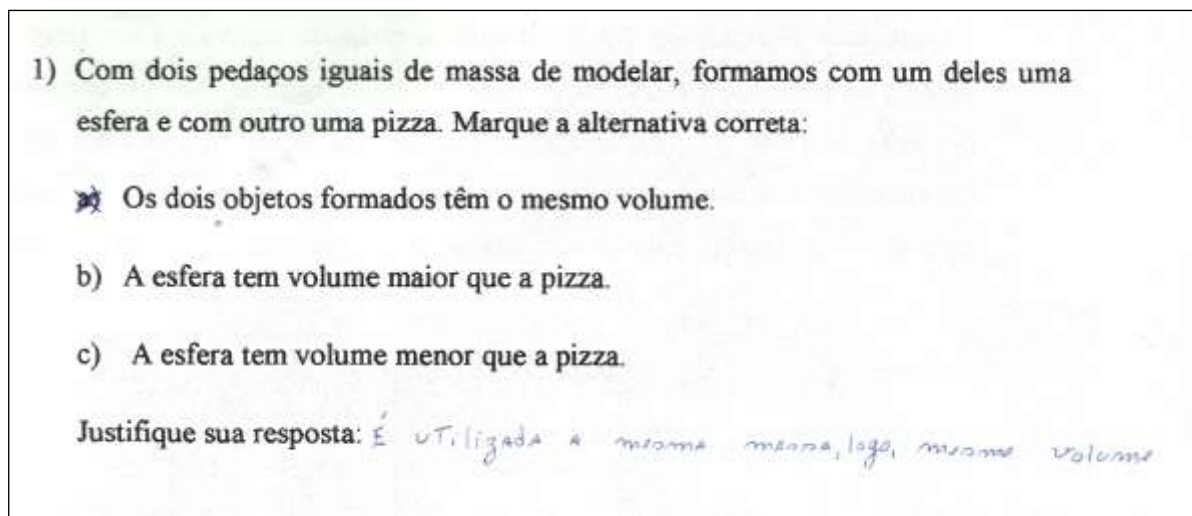 1) Com dois pedaços iguais de massa de modelar, formamos com um deles uma
esfera e com outro uma pizza. Marque a alternativa correta:
a) Os dois objetos formados têm o mesmo volume.
b) A esfera tem volume maior que a pizza.
c) A esfera tem volume menor que a pizza.
Justifique sua resposta: É utilizada a mesma massa, logo, mesmo volume